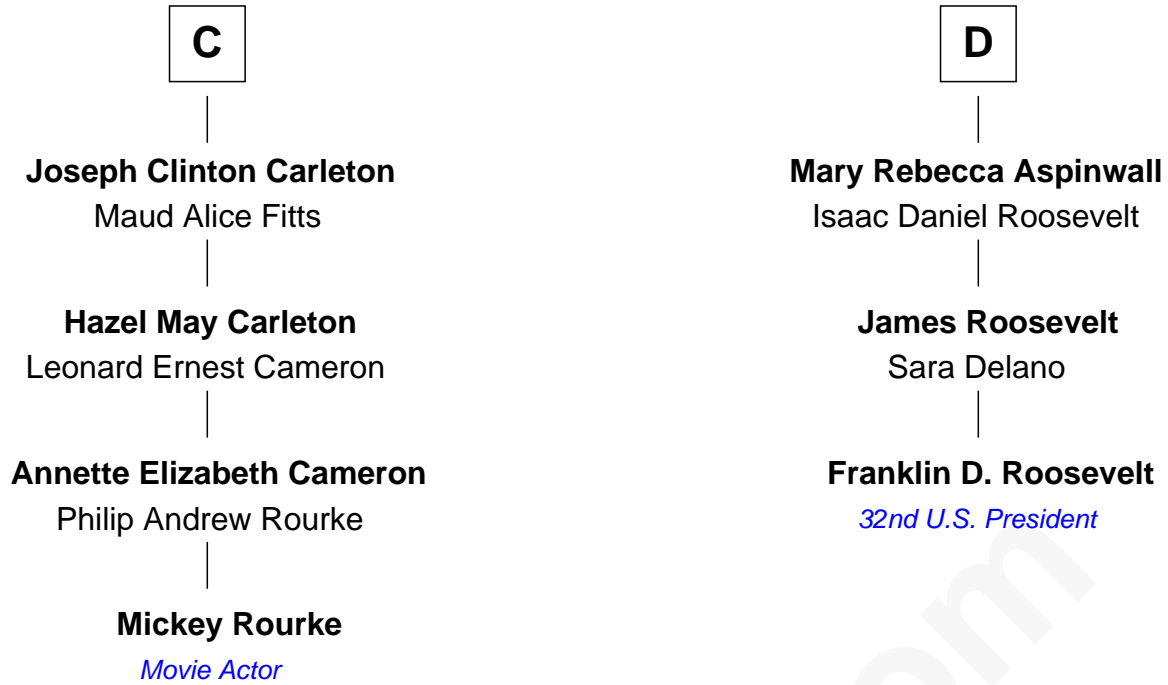 C
Joseph Clinton Carleton
Maud Alice Fitts
Hazel May Carleton
Leonard Ernest Cameron
Annette Elizabeth Cameron
Philip Andrew Rourke
Mickey Rourke
Movie Actor
D
Mary Rebecca Aspinwall
Isaac Daniel Roosevelt
James Roosevelt
Sara Delano
Franklin D. Roosevelt
32nd U.S. President
om